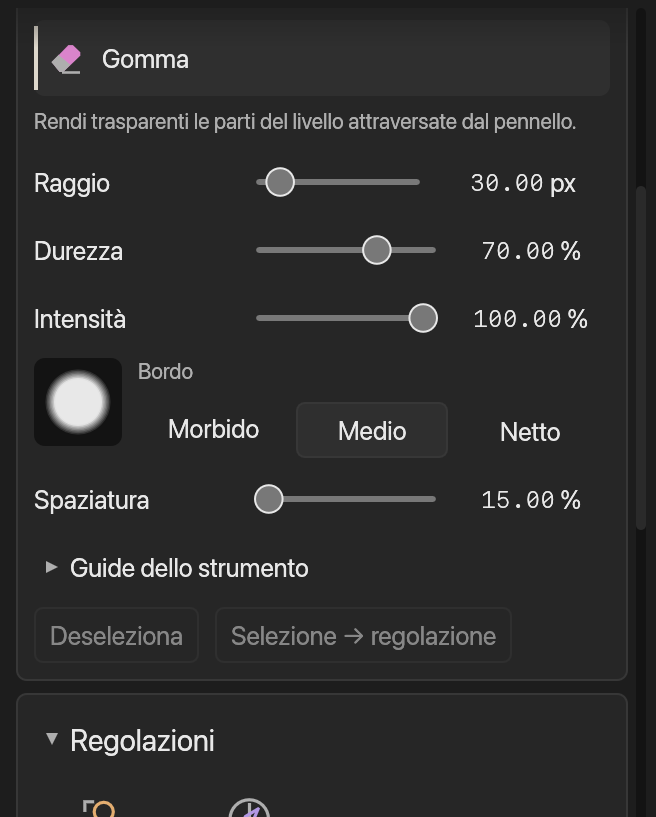 Gomma
Rendi trasparenti le parti del livello attraversate dal pennello.
Raggio 30.00 px
Durezza 70.00 %
Intensità 100.00 %
Bordo
Morbido Medio Netto
Spaziatura 15.00 %
▶ Guide dello strumento
Deseleziona Selezione → regolazione
▼ Regolazioni